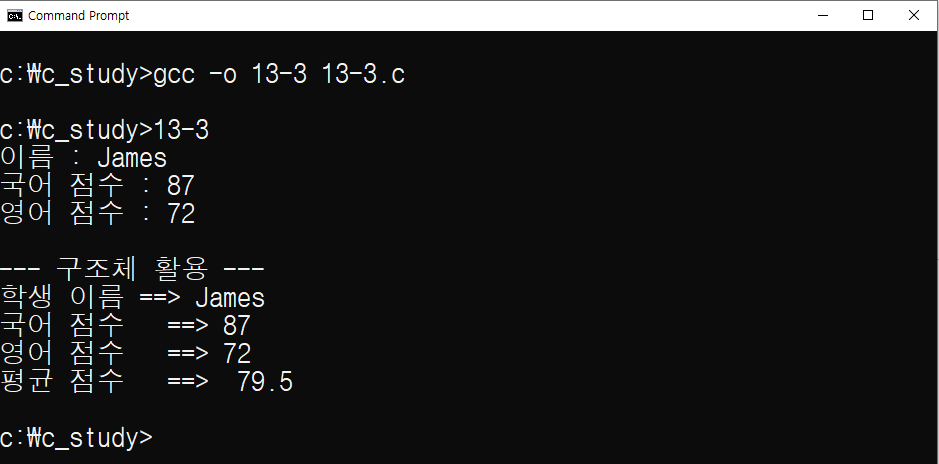 Command Prompt
c:₩c_study>gcc -o 13-3 13-3.c
c:₩c_study>13-3
이름 : James
국어 점수 : 87
영어 점수 : 72
--- 구조체 활용 ---
학생 이름 ==> James
국어 점수   ==> 87
영어 점수   ==> 72
평균 점수   ==>  79.5
c:₩c_study>